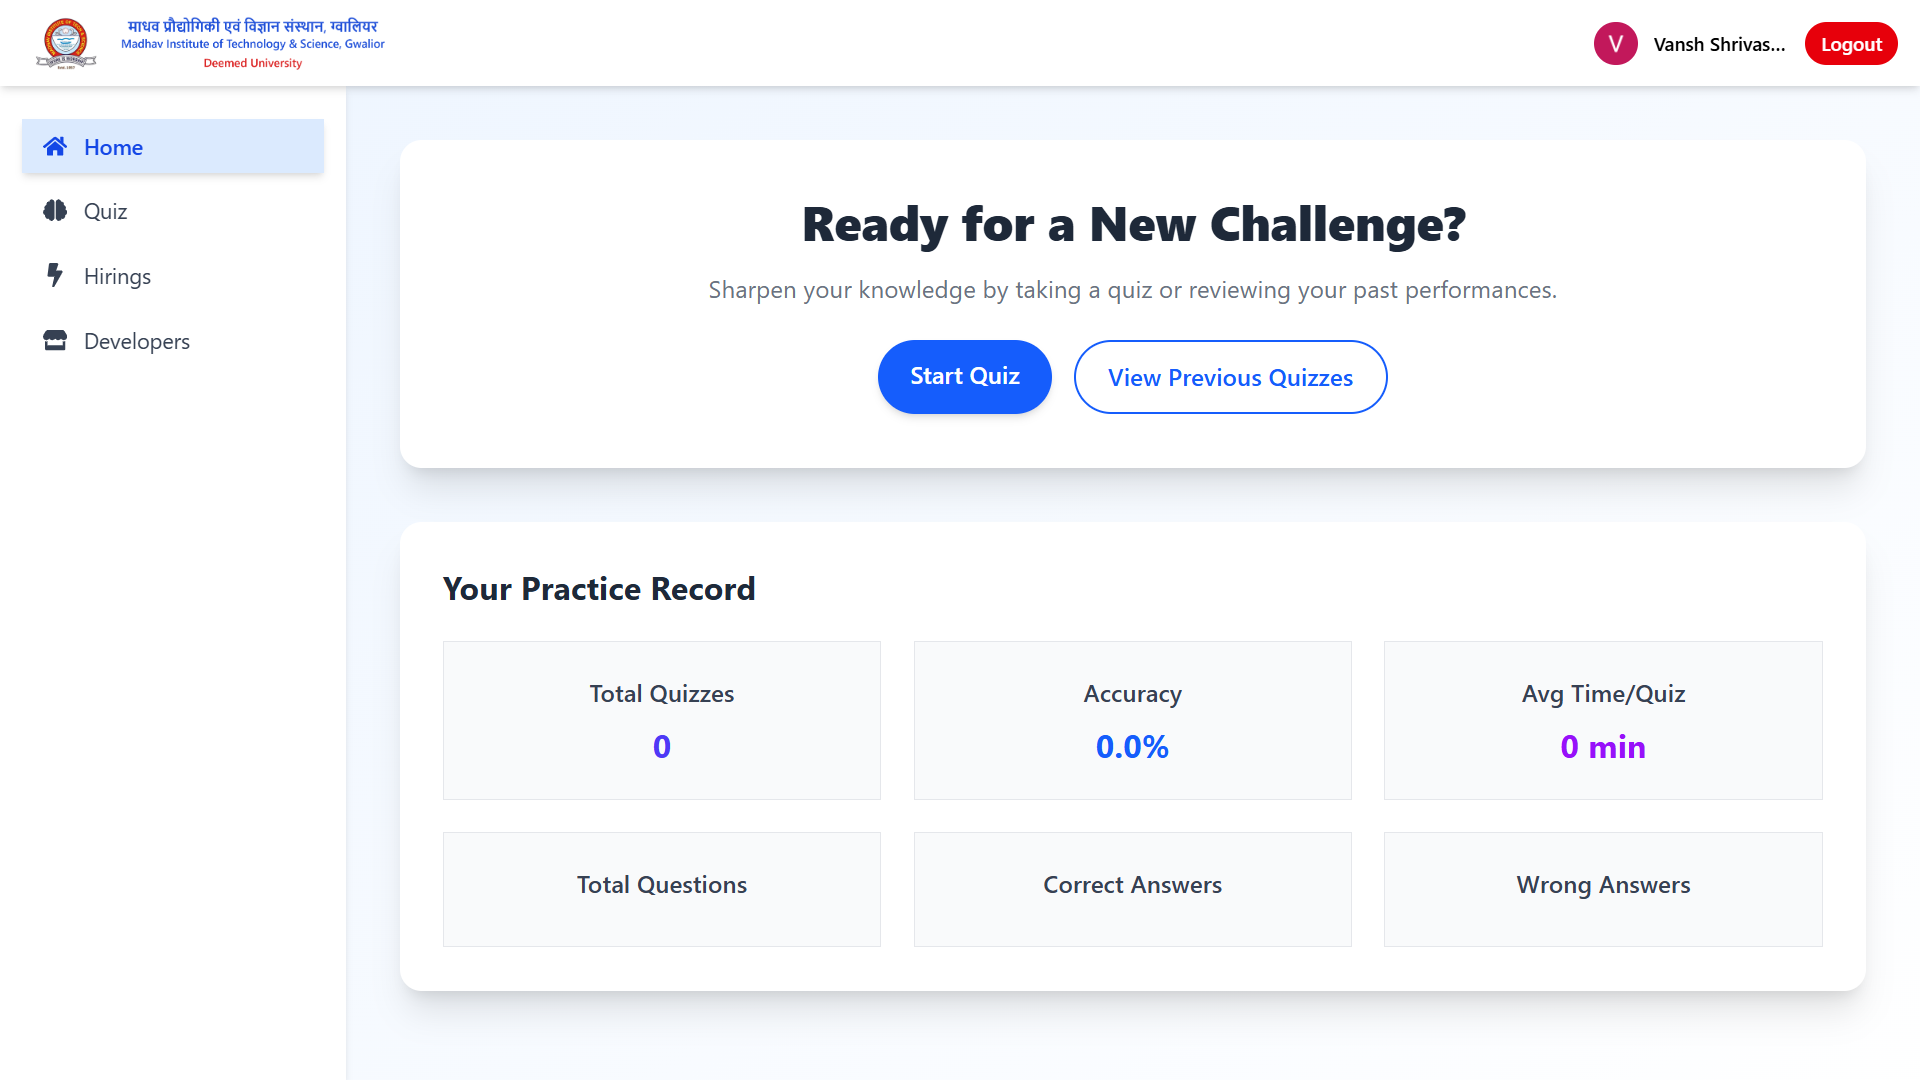 माधव प्रौद्योगिकी एवं विज्ञान संस्थान, ग्वालियर
Madhav Institute of Technology & Science, Gwalior
Deemed University
V
Vansh Shrivas...
Logout
Home
Quiz
Hirings
Developers
Ready for a New Challenge?
Sharpen your knowledge by taking a quiz or reviewing your past performances.
Start Quiz
View Previous Quizzes
Your Practice Record
Total Quizzes
0
Accuracy
0.0%
Avg Time/Quiz
0 min
Total Questions
Correct Answers
Wrong Answers